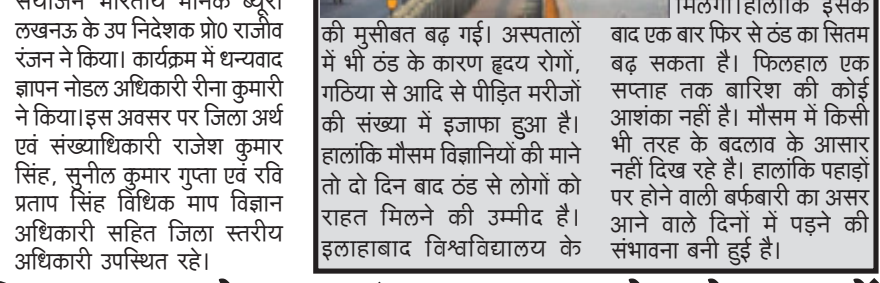 संयोजन भारतीय मानक ब्यूरो
लखनऊ के उप निदेशक प्रो0 राजीव
रंजन ने किया। कार्यक्रम में धन्यवाद
ज्ञापन नोडल अधिकारी रीना कुमारी
ने किया।इस अवसर पर जिला अर्थ
एवं संख्याधिकारी राजेश कुमार
सिंह, सुनील कुमार गुप्ता एवं रवि
प्रताप सिंह विधिक माप विज्ञान
अधिकारी सहित जिला स्तरीय
अधिकारी उपस्थित रहे।
की मुसीबत बढ़ गई। अस्पतालों
में भी ठंड के कारण हृदय रोगों,
गठिया से आदि से पीड़ित मरीजों
की संख्या में इजाफा हुआ है।
हालांकि मौसम विज्ञानियों की माने
तो दो दिन बाद ठंड से लोगों को
राहत मिलने की उम्मीद है।
इलाहाबाद विश्वविद्यालय के
मिलेगी।हालांकि इसके
बाद एक बार फिर से ठंड का सितम
बढ़ सकता है। फिलहाल एक
सप्ताह तक बारिश की कोई
आशंका नहीं है। मौसम में किसी
भी तरह के बदलाव के आसार
नहीं दिख रहे है। हालांकि पहाड़ों
पर होने वाली बर्फबारी का असर
आने वाले दिनों में पड़ने की
संभावना बनी हुई है।